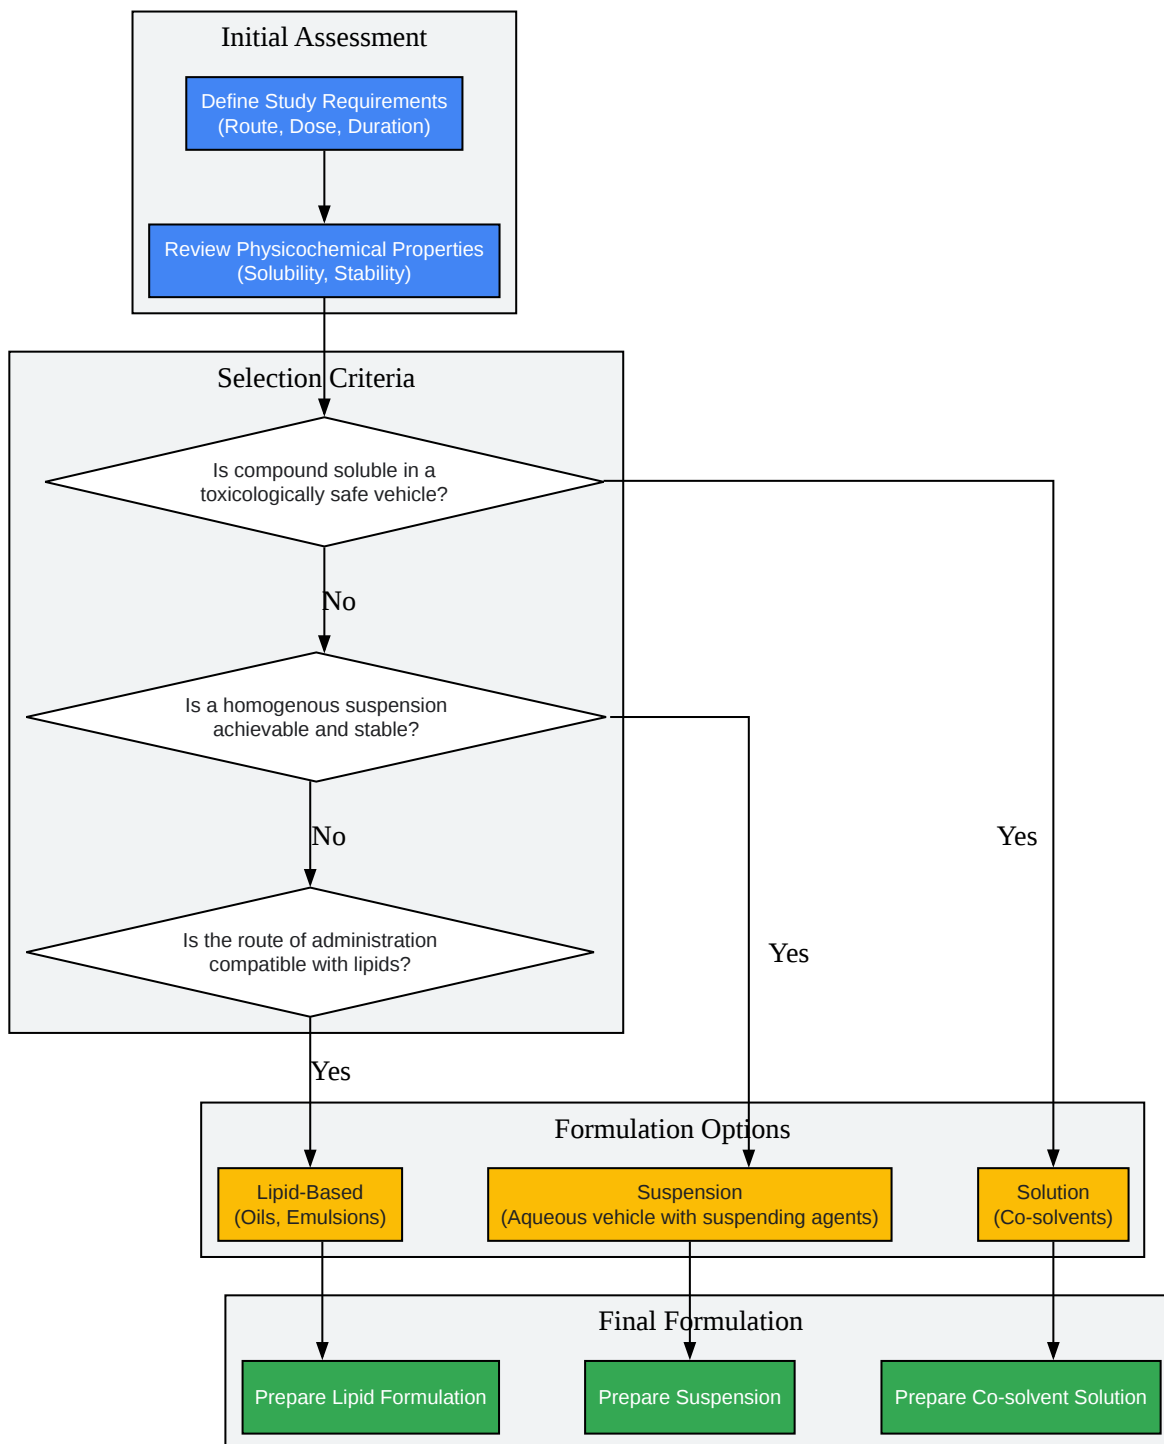 Initial Assessment
Define Study Requirements
(Route, Dose, Duration)
Review Physicochemical Properties
(Solubility, Stability)
Selection Criteria
Is compound soluble in a
toxicologically safe vehicle?
No
Is a homogenous suspension
achievable and stable?
No
Yes
Is the route of administration
compatible with lipids?
Yes
Yes
Formulation Options
Lipid-Based
(Oils, Emulsions)
Suspension
(Aqueous vehicle with suspending agents)
Solution
(Co-solvents)
Final Formulation
Prepare Lipid Formulation
Prepare Suspension
Prepare Co-solvent Solution